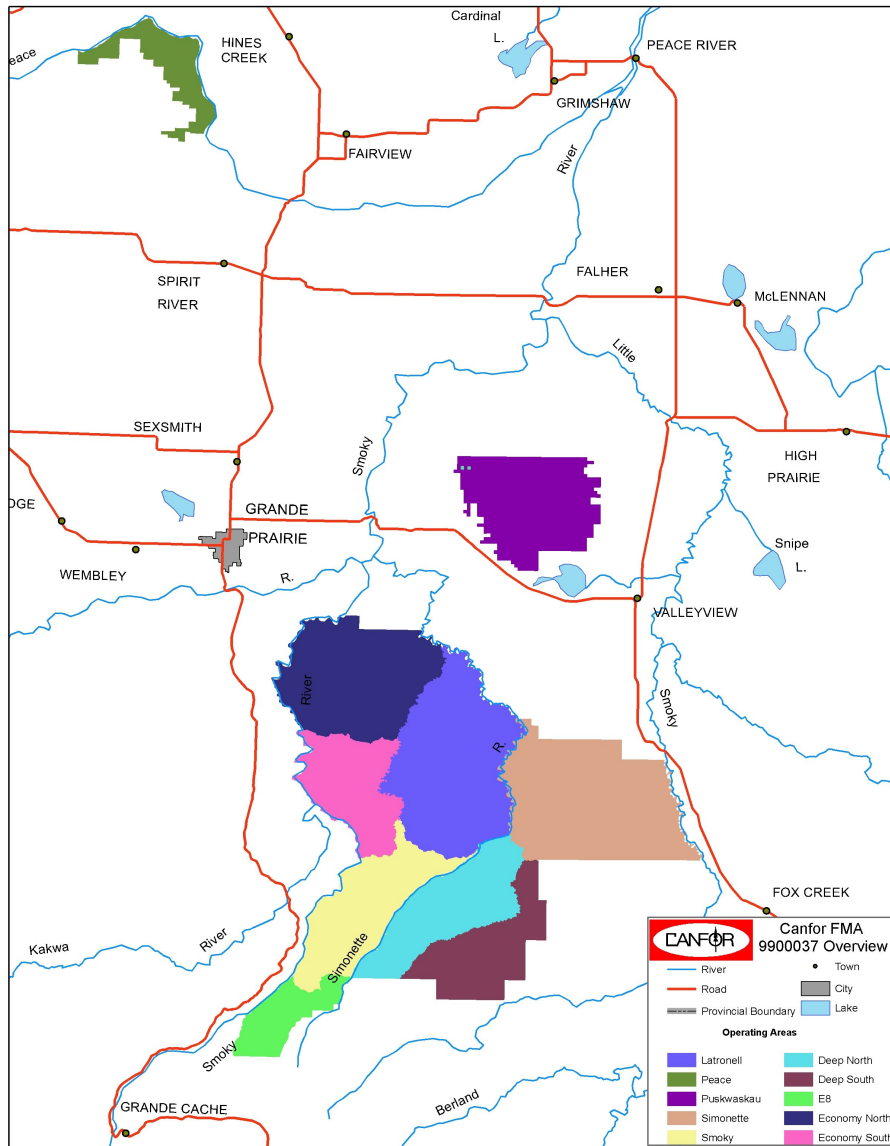 Cardinal
L.
HINES
CREEK
PEACE RIVER
eace
GRIMSHAW
FAIRVIEW
River
FALHER
SPIRIT
RIVER
McLENNAN
Little
SEXSMITH
Smoky
HIGH
PRAIRIE
DGE
GRANDE
PRAIRIE
Snipe
L.
WEMBLEY
R.
VALLEYVIEW
River
Smoky
R.
FOX CREEK
Kakwa
River
Simonette
Smoky
Berland
GRANDE CACHE
CANFOR
Canfor FMA
9900037 Overview
River
Town
Road
City
Provincial Boundary
Lake
Operating Areas
Latronell
Deep North
Peace
Deep South
Puskwaskau
E8
Simonette
Economy North
Smoky
Economy South